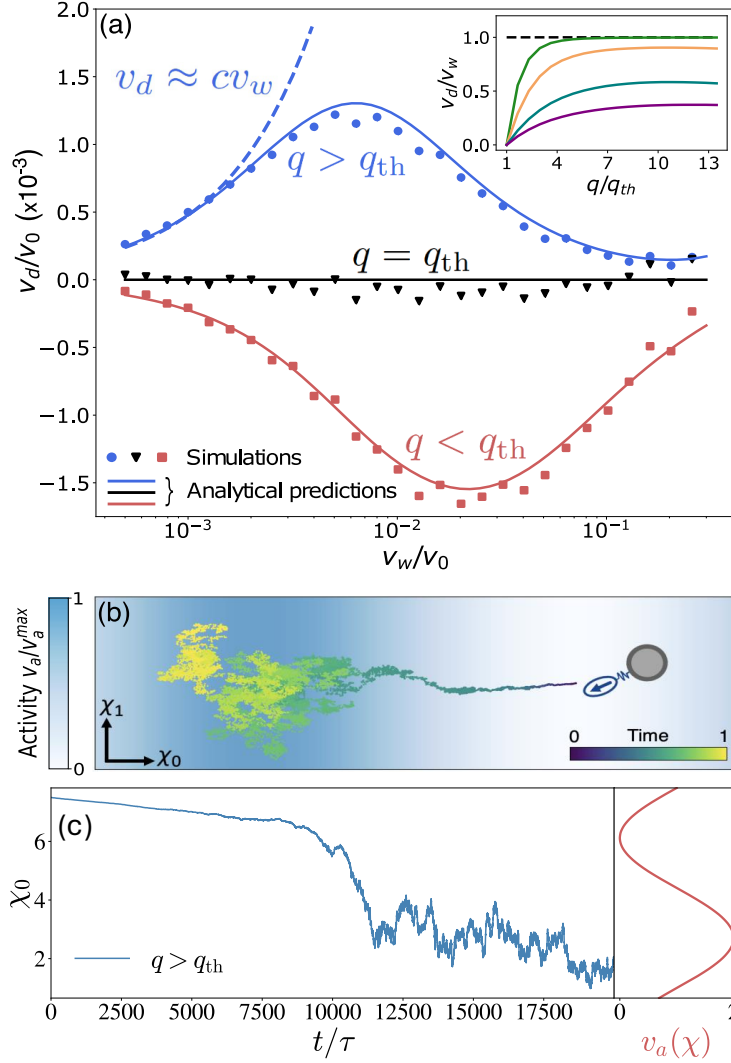 (a)
2.0
1.5
1.0
0.5
0.0
−0.5
−1.0
−1.5
v_d/v_0 (x10⁻³)
v_d ≈ cv_w
q > q_th
q = q_th
q < q_th
Simulations
} Analytical predictions
10⁻³
10⁻²
10⁻¹
v_w/v_0
1.0
0.5
0.0
v_d/v_w
1
4
7
10
13
q/q_th
(b)
1
0
Activity v_a/v_a^max
χ_1
χ_0
0 Time 1
(c)
6
4
2
χ_0
q > q_th
0
2500
5000
7500
10000
12500
15000
17500
t/τ
0
v_a(χ)